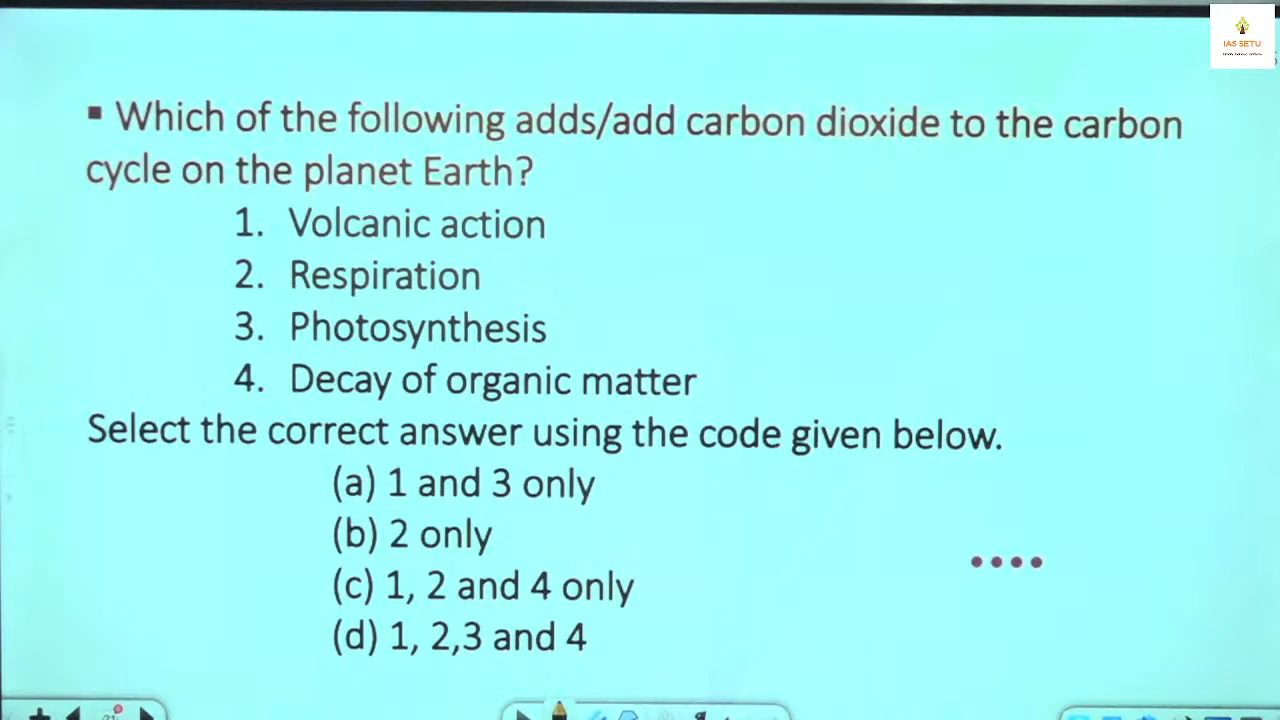 IAS SETU
▪ Which of the following adds/add carbon dioxide to the carbon
cycle on the planet Earth?
1. Volcanic action
2. Respiration
3. Photosynthesis
4. Decay of organic matter
Select the correct answer using the code given below.
(a) 1 and 3 only
(b) 2 only
(c) 1, 2 and 4 only
(d) 1, 2,3 and 4